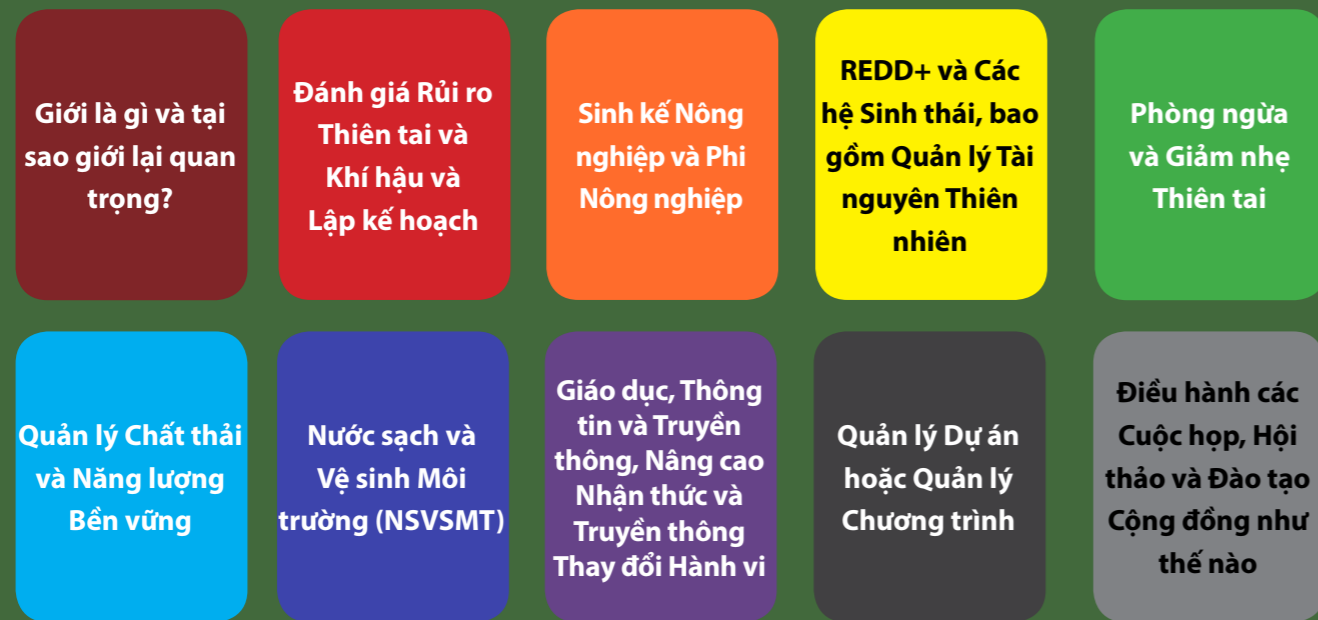 Giới là gì và tại
sao giới lại quan
trọng?
Đánh giá Rủi ro
Thiên tai và
Khí hậu và
Lập kế hoạch
Sinh kế Nông
nghiệp và Phi
Nông nghiệp
REDD+ và Các
hệ Sinh thái, bao
gồm Quản lý Tài
nguyên Thiên
nhiên
Phòng ngừa
và Giảm nhẹ
Thiên tai
Quản lý Chất thải
và Năng lượng
Bền vững
Nước sạch và
Vệ sinh Môi
trường (NSVSMT)
Giáo dục, Thông
tin và Truyền
thông, Nâng cao
Nhận thức và
Truyền thông
Thay đổi Hành vi
Quản lý Dự án
hoặc Quản lý
Chương trình
Điều hành các
Cuộc họp, Hội
thảo và Đào tạo
Cộng đồng như
thế nào